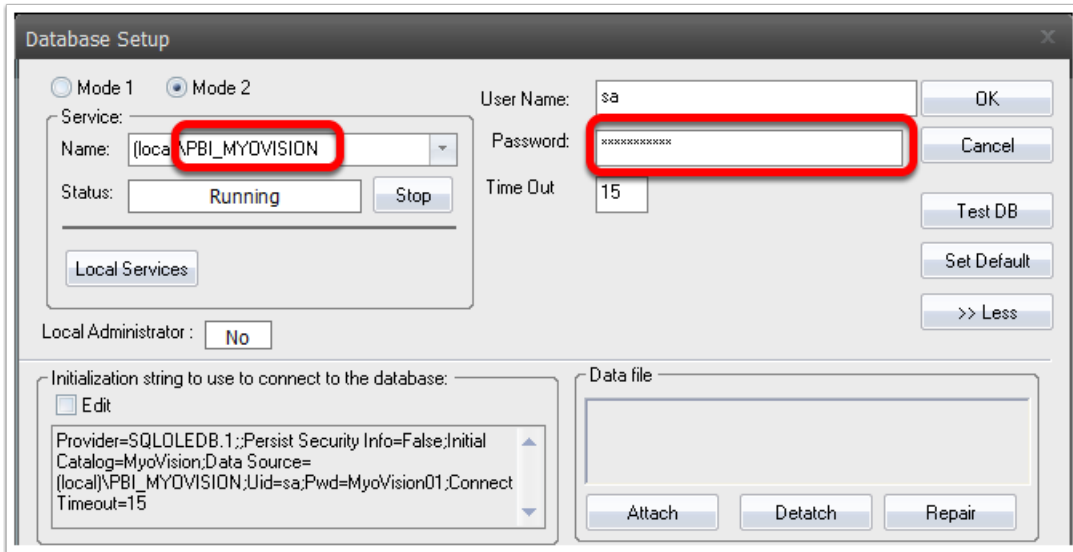 Database Setup
x
Mode 1 Mode 2
Service:
Name: (local\PBI_MYOVISION
Status: Running Stop
Local Services
Local Administrator : No
User Name: sa
Password: xxxxxxxxxxx
Time Out 15
OK
Cancel
Test DB
Set Default
>> Less
Initialization string to use to connect to the database:
Edit
Provider=SQLOLEDB.1;;Persist Security Info=False;Initial
Catalog=MyoVision;Data Source=
(local)\PBI_MYOVISION;Uid=sa;Pwd=MyoVision01;Connect
Timeout=15
Data file
Attach Detatch Repair